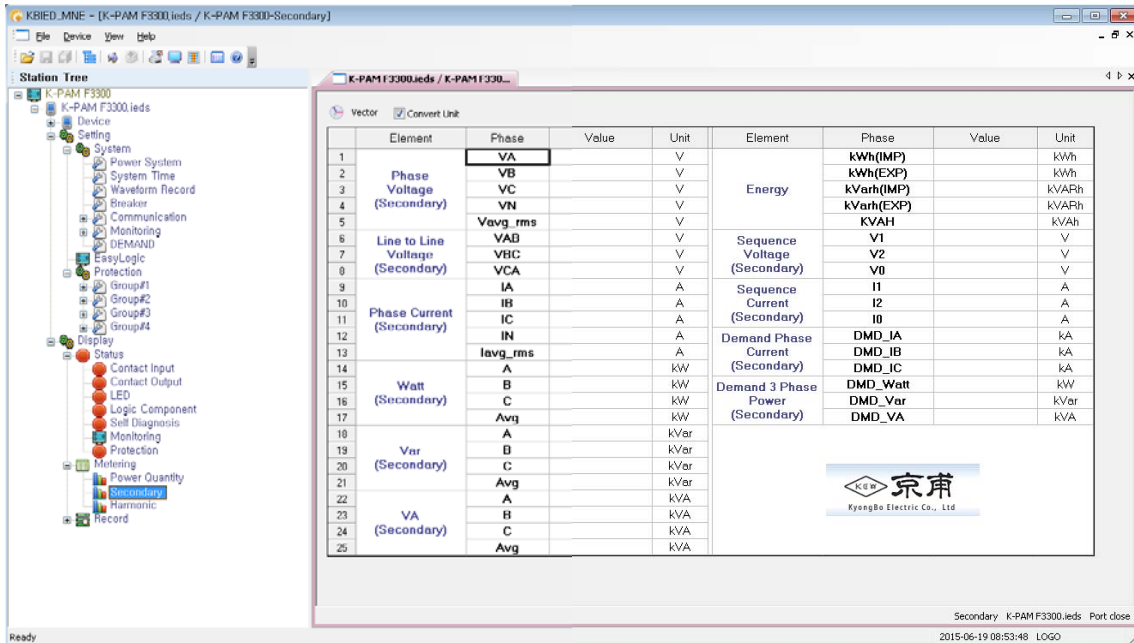 KBIED_MNE - [K-PAM F3300,ieds / K-PAM F3300-Secondary]
File Device View Help
Station Tree
K-PAM F3300
K-PAM F3300,ieds
Device
Setting
System
Power System
System Time
Waveform Record
Breaker
Communication
Monitoring
DEMAND
EasyLogic
Protection
Group#1
Group#2
Group#3
Group#4
Display
Status
Contact Input
Contact Output
LED
Logic Component
Self Diagnosis
Monitoring
Protection
Metering
Power Quantity
Secondary
Harmonic
Record
K-PAM F3300.ieds / K-PAM F330...
Vector Convert Unit
Element Phase Value Unit Element Phase Value Unit
1 VA V kWh(IMP) kWh
2 Phase VB V kWh(EXP) kWh
3 Voltage VC V Energy kVarh(IMP) kVARh
4 (Secondary) VN V kVarh(EXP) kVARh
5 Vavg_rms V KVAH kVAh
6 Line to Line VAB V Sequence V1 V
7 Voltage VBC V Voltage V2 V
8 (Secondary) VCA V (Secondary) V0 V
9 IA A Sequence I1 A
10 Phase Current IB A Current I2 A
11 (Secondary) IC A (Secondary) I0 A
12 IN A Demand Phase DMD_IA kA
13 Iavg_rms A Current DMD_IB kA
14 A kW (Secondary) DMD_IC kA
15 Watt B kW Demand 3 Phase DMD_Watt kW
16 (Secondary) C kW Power DMD_Var kVar
17 Avg kW (Secondary) DMD_VA kVA
18 A kVar
19 Var B kVar
20 (Secondary) C kVar
21 Avg kVar
22 A kVA
23 VA B kVA
24 (Secondary) C kVA
25 Avg kVA
KEW 京甫
KyongBo Electric Co., Ltd
Secondary K-PAM F3300.ieds Port close
Ready 2015-06-19 08:53:48 LOGO